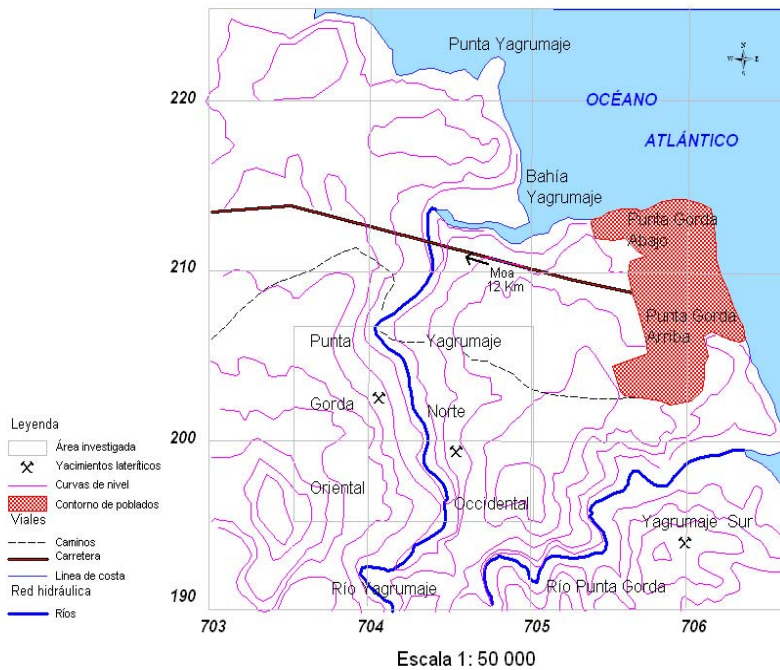 Punta Yagrumaje
N
W E
S
220
OCÉANO
ATLÁNTICO
Bahía
Yagrumaje
Punta Gorda
Abajo
210
Moa
12 Km
Punta Gorda
Arriba
Punta Yagrumaje
Gorda Norte
Oriental Occidental
200
Yagrumaje Sur
Río Yagrumaje
Río Punta Gorda
190
703 704 705 706
Escala 1: 50 000
Leyenda
Área investigada
Yacimientos lateríticos
Curvas de nivel
Contorno de poblados
Viales
Caminos
Carretera
Linea de costa
Red hidráulica
Ríos